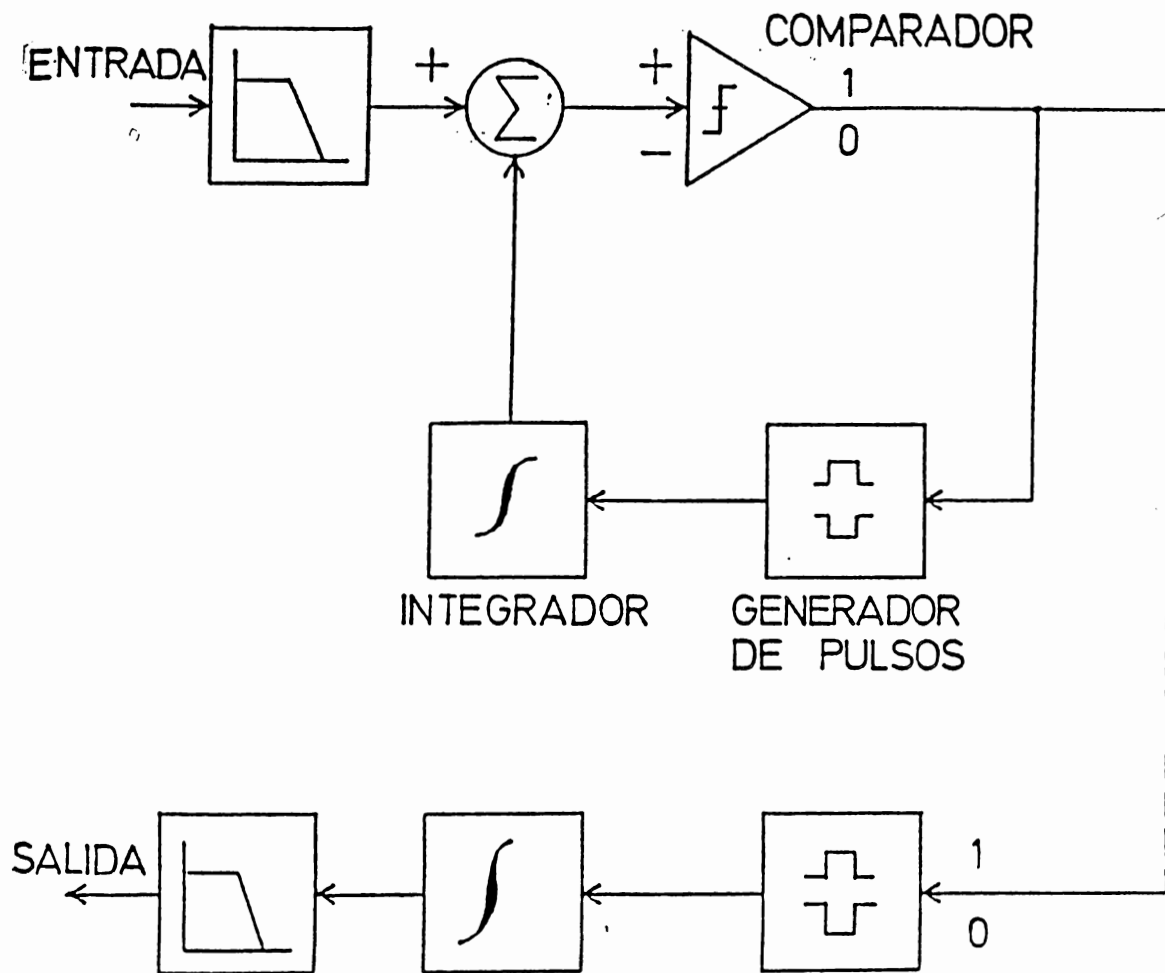 COMPARADOR
ENTRADA
+
+
1
Σ
-
0
INTEGRADOR
GENERADOR
DE PULSOS
SALIDA
1
0